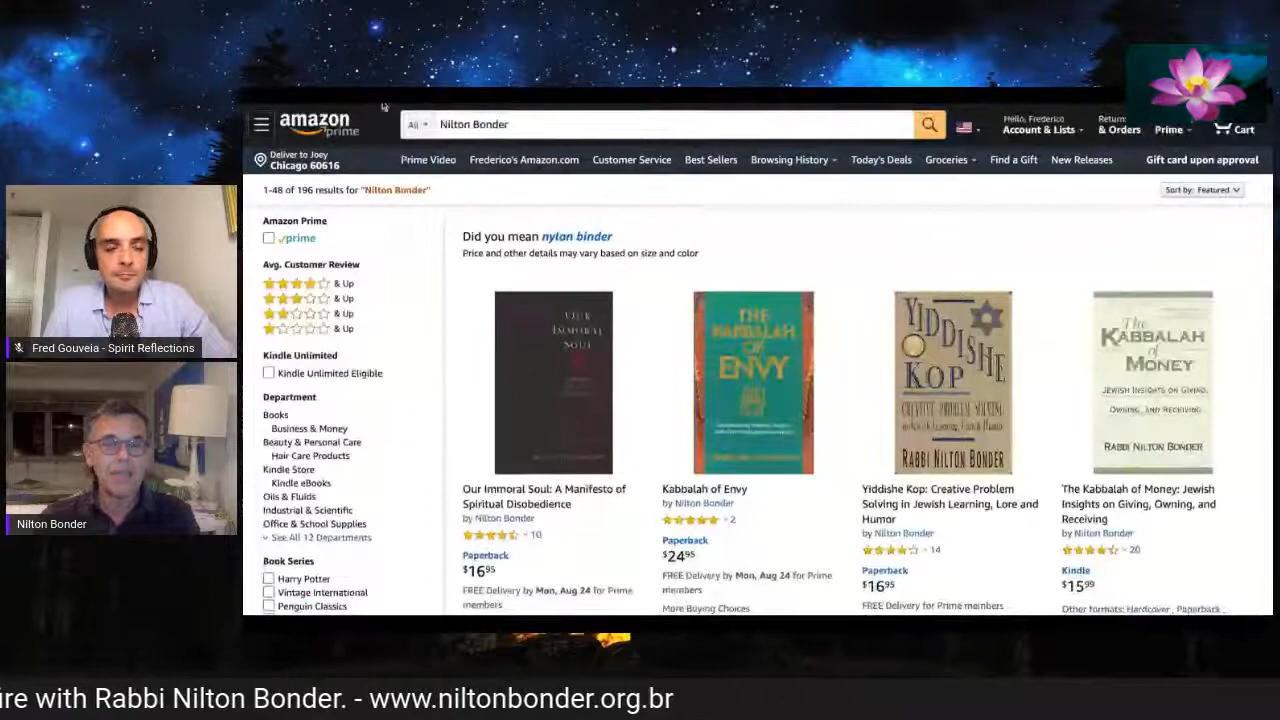 amazon
prime
All
Nilton Bonder
Hello, Frederico
Account & Lists
Return:
& Orders
Prime
Cart
Deliver to Joey
Chicago 60616
Prime Video
Frederico's Amazon.com
Customer Service
Best Sellers
Browsing History
Today's Deals
Groceries
Find a Gift
New Releases
Gift card upon approval
1-48 of 196 results for "Nilton Bonder"
Sort by: Featured
Amazon Prime
prime
Avg. Customer Review
& Up
& Up
& Up
& Up
Kindle Unlimited
Kindle Unlimited Eligible
Department
Books
Business & Money
Beauty & Personal Care
Hair Care Products
Kindle Store
Kindle eBooks
Oils & Fluids
Industrial & Scientific
Office & School Supplies
See All 12 Departments
Book Series
Harry Potter
Vintage International
Penguin Classics
Did you mean nylon binder
Price and other details may vary based on size and color
OUR
IMMORAL
SOUL
THE
KABBALAH
OF
ENVY
YIDDISHE
KOP
CREATIVE PROBLEM SOLVING
RABBI NILTON BONDER
The
KABBALAH
of
MONEY
JEWISH INSIGHTS ON GIVING,
OWNING, AND RECEIVING
RABBI NILTON BONDER
Our Immoral Soul: A Manifesto of
Spiritual Disobedience
by Nilton Bonder
10
Paperback
$16.95
FREE Delivery by Mon, Aug 24 for Prime
members
Kabbalah of Envy
by Nilton Bonder
2
Paperback
$24.95
FREE Delivery by Mon, Aug 24 for Prime
members
More Buying Choices
Yiddishe Kop: Creative Problem
Solving in Jewish Learning, Lore and
Humor
by Nilton Bonder
14
Paperback
$16.95
FREE Delivery for Prime members
The Kabbalah of Money: Jewish
Insights on Giving, Owning, and
Receiving
by Nilton Bonder
20
Kindle
$15.99
Other formats: Hardcover, Paperback
Fred Gouveia - Spirit Reflections
Nilton Bonder
ire with Rabbi Nilton Bonder. - www.niltonbonder.org.br